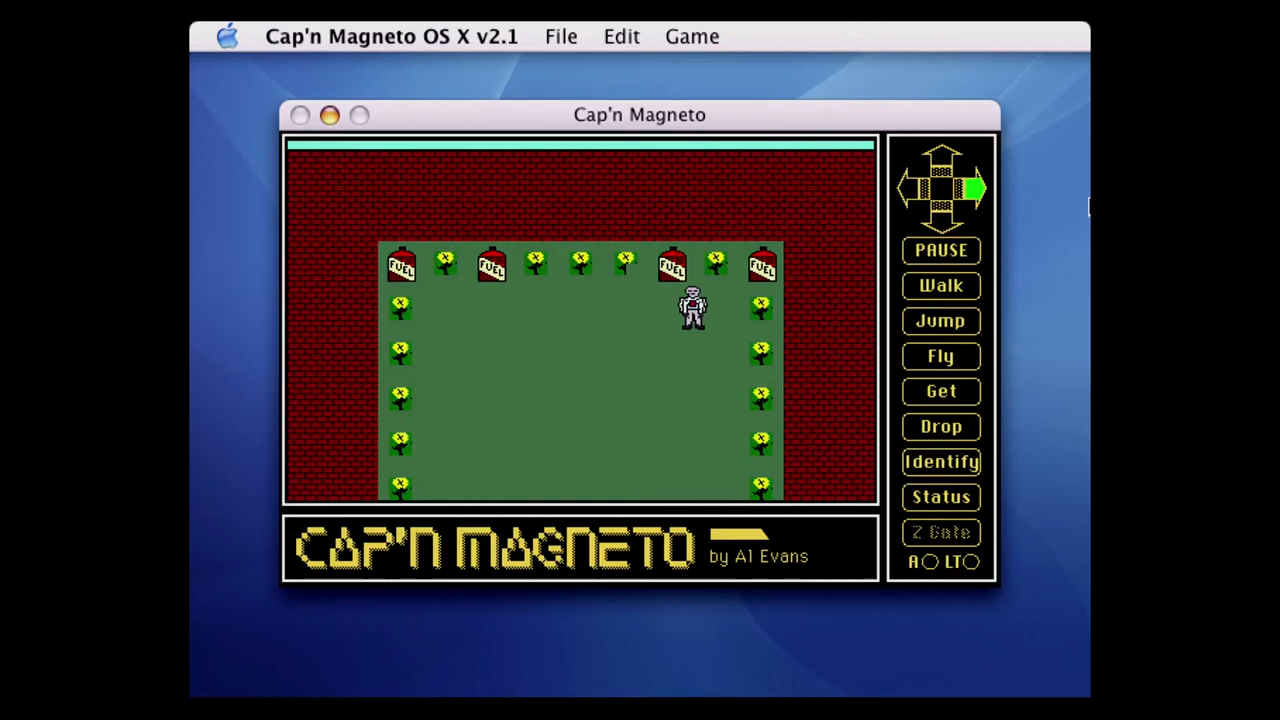 Cap'n Magneto OS X v2.1 File Edit Game
Cap'n Magneto
FUEL FUEL FUEL FUEL
PAUSE
Walk
Jump
Fly
Get
Drop
Identify
Status
Z Gate
A LT
CAP'N MAGNETO
by Al Evans